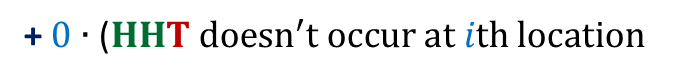 + 0 · (HHT doesn't occur at ith location